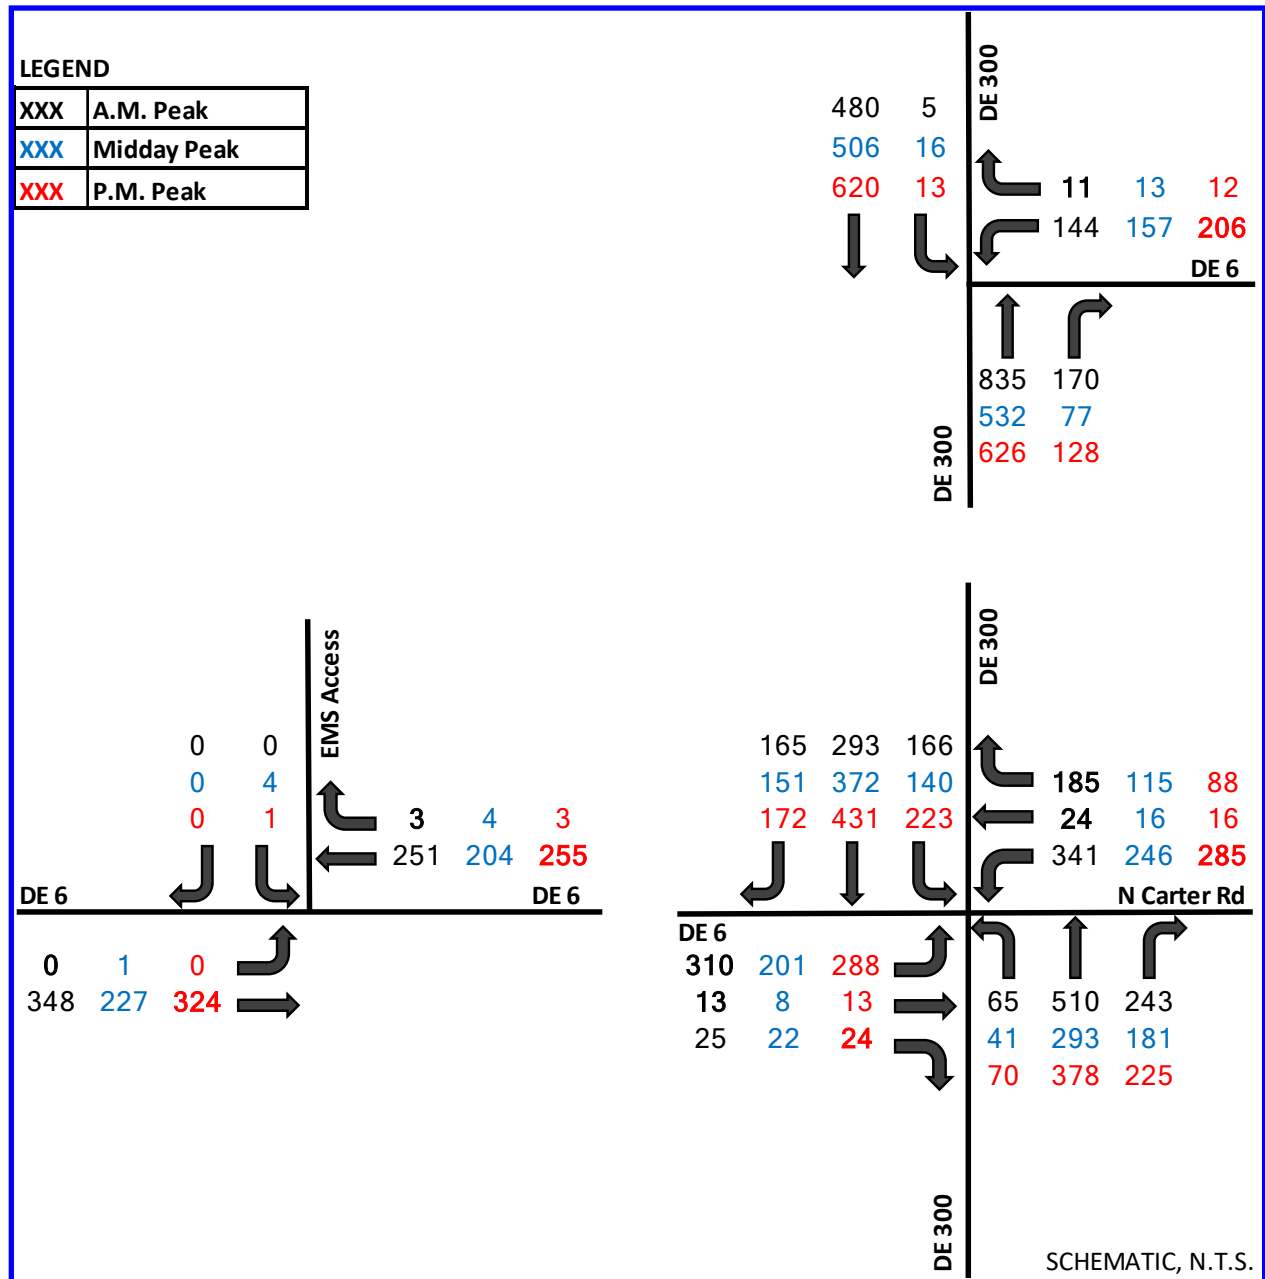 LEGEND
XXX A.M. Peak
XXX Midday Peak
XXX P.M. Peak
DE 300
480 5
506 16
620 13
11 13 12
144 157 206
DE 6
835 170
532 77
626 128
DE 300
EMS Access
0 0
0 4
0 1
3 4 3
251 204 255
DE 6 DE 6
0 1 0
348 227 324
DE 300
165 293 166
151 372 140
172 431 223
185 115 88
24 16 16
341 246 285
N Carter Rd
DE 6
310 201 288
13 8 13
25 22 24
65 510 243
41 293 181
70 378 225
DE 300
SCHEMATIC, N.T.S.